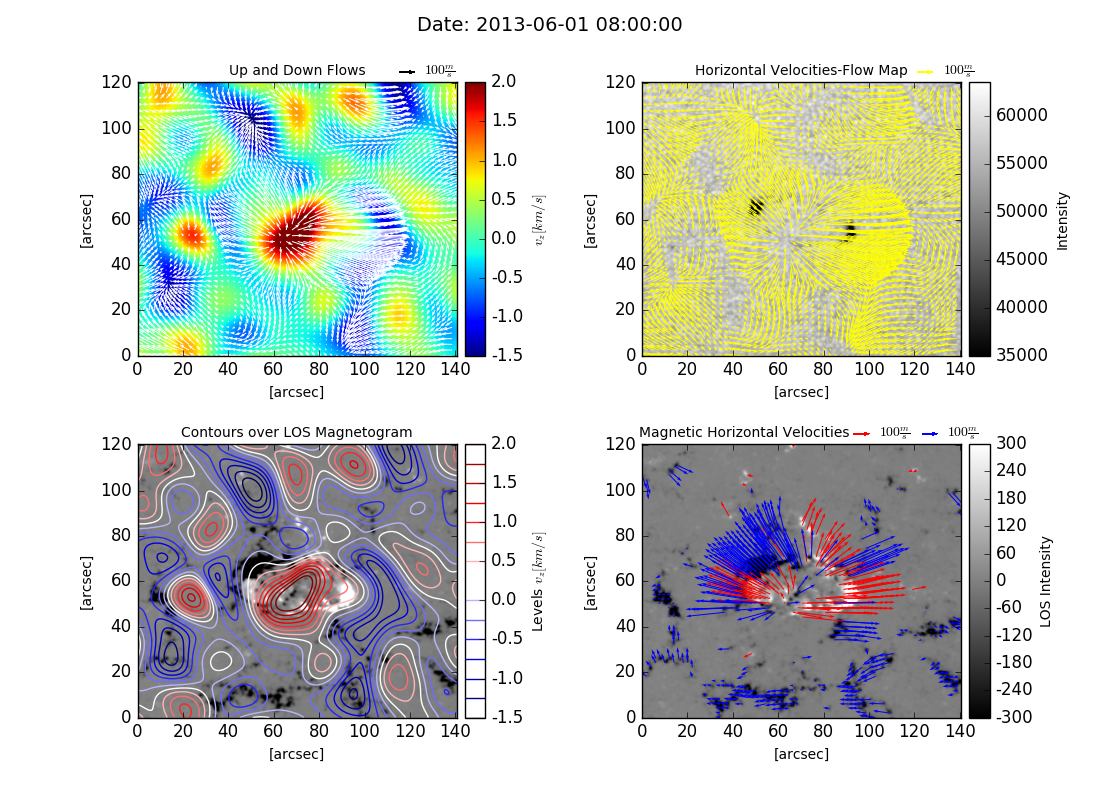 Date: 2013-06-01 08:00:00
Up and Down Flows
100 m/s
120
100
80
60
40
20
0
[arcsec]
0 20 40 60 80 100 120 140
[arcsec]
2.0
1.5
1.0
0.5
0.0
-0.5
-1.0
-1.5
v_z[km/s]
Horizontal Velocities-Flow Map
100 m/s
120
100
80
60
40
20
0
[arcsec]
0 20 40 60 80 100 120 140
[arcsec]
60000
55000
50000
45000
40000
35000
Intensity
Contours over LOS Magnetogram
120
100
80
60
40
20
0
[arcsec]
0 20 40 60 80 100 120 140
[arcsec]
2.0
1.5
1.0
0.5
0.0
-0.5
-1.0
-1.5
Levels v_z[km/s]
Magnetic Horizontal Velocities
100 m/s
100 m/s
120
100
80
60
40
20
0
[arcsec]
0 20 40 60 80 100 120 140
[arcsec]
300
240
180
120
60
0
-60
-120
-180
-240
-300
LOS Intensity